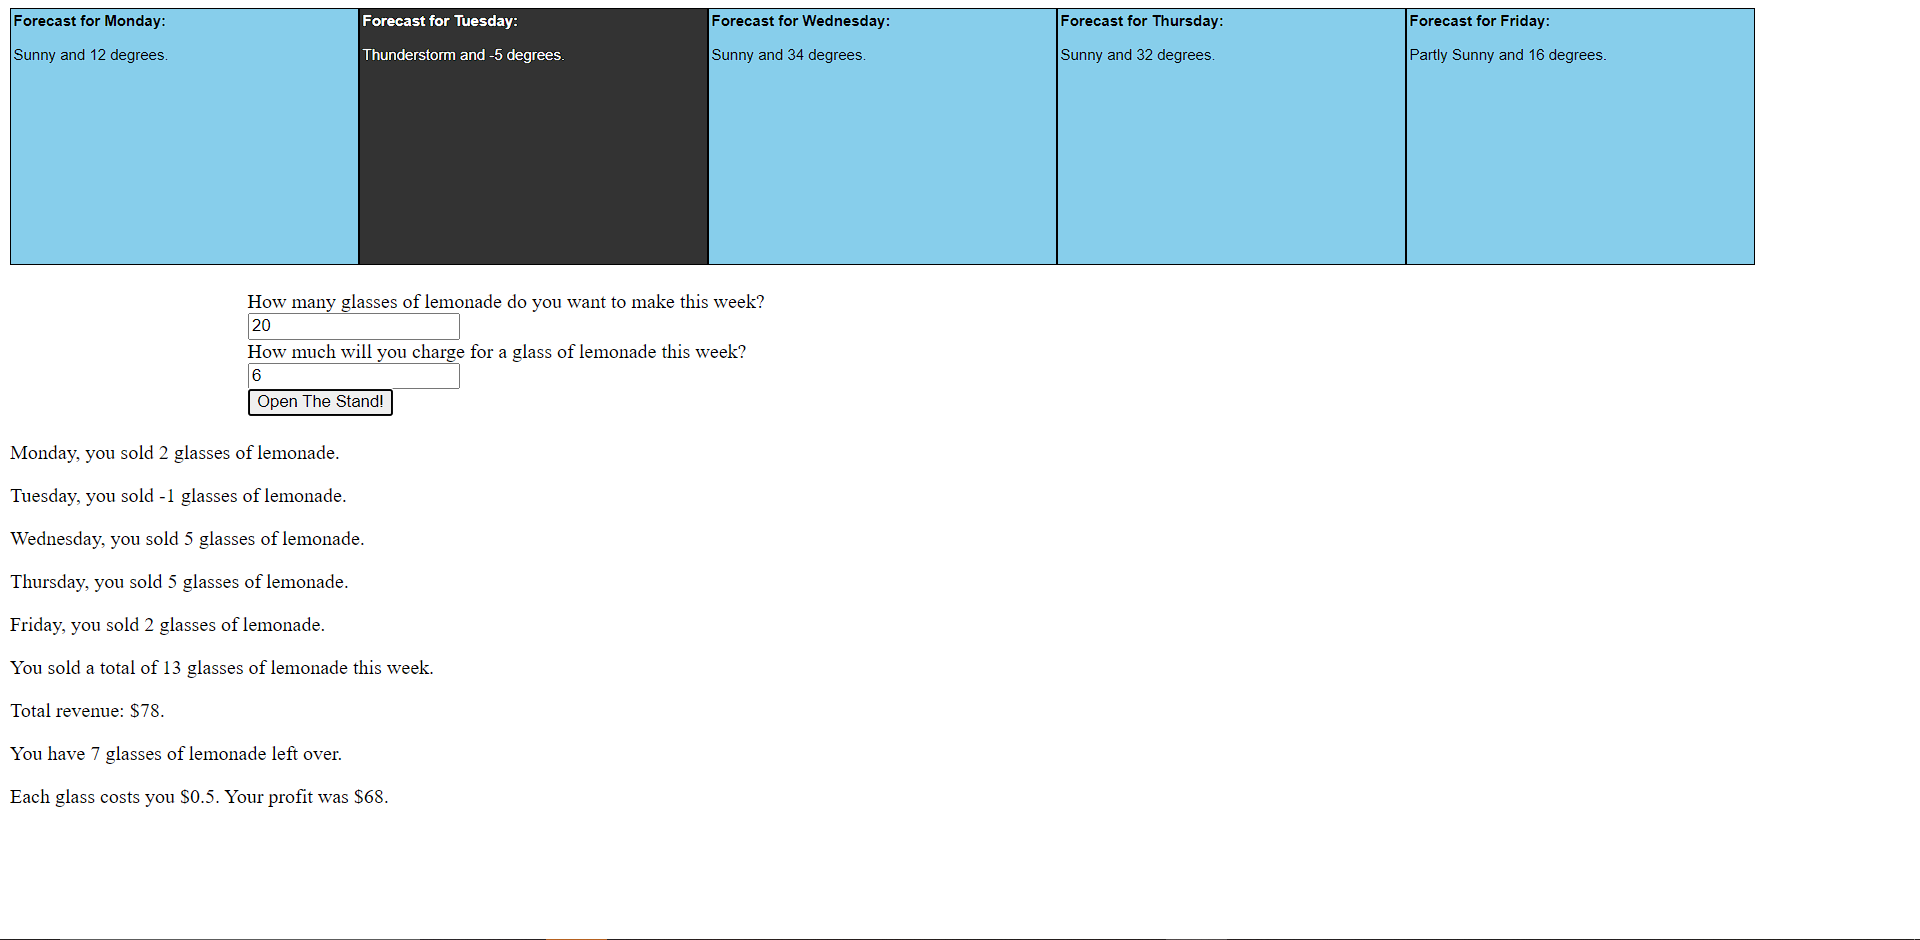 Forecast for Monday:
Sunny and 12 degrees.
Forecast for Tuesday:
Thunderstorm and -5 degrees.
Forecast for Wednesday:
Sunny and 34 degrees.
Forecast for Thursday:
Sunny and 32 degrees.
Forecast for Friday:
Partly Sunny and 16 degrees.
How many glasses of lemonade do you want to make this week?
20
How much will you charge for a glass of lemonade this week?
6
Open The Stand!
Monday, you sold 2 glasses of lemonade.
Tuesday, you sold -1 glasses of lemonade.
Wednesday, you sold 5 glasses of lemonade.
Thursday, you sold 5 glasses of lemonade.
Friday, you sold 2 glasses of lemonade.
You sold a total of 13 glasses of lemonade this week.
Total revenue: $78.
You have 7 glasses of lemonade left over.
Each glass costs you $0.5. Your profit was $68.